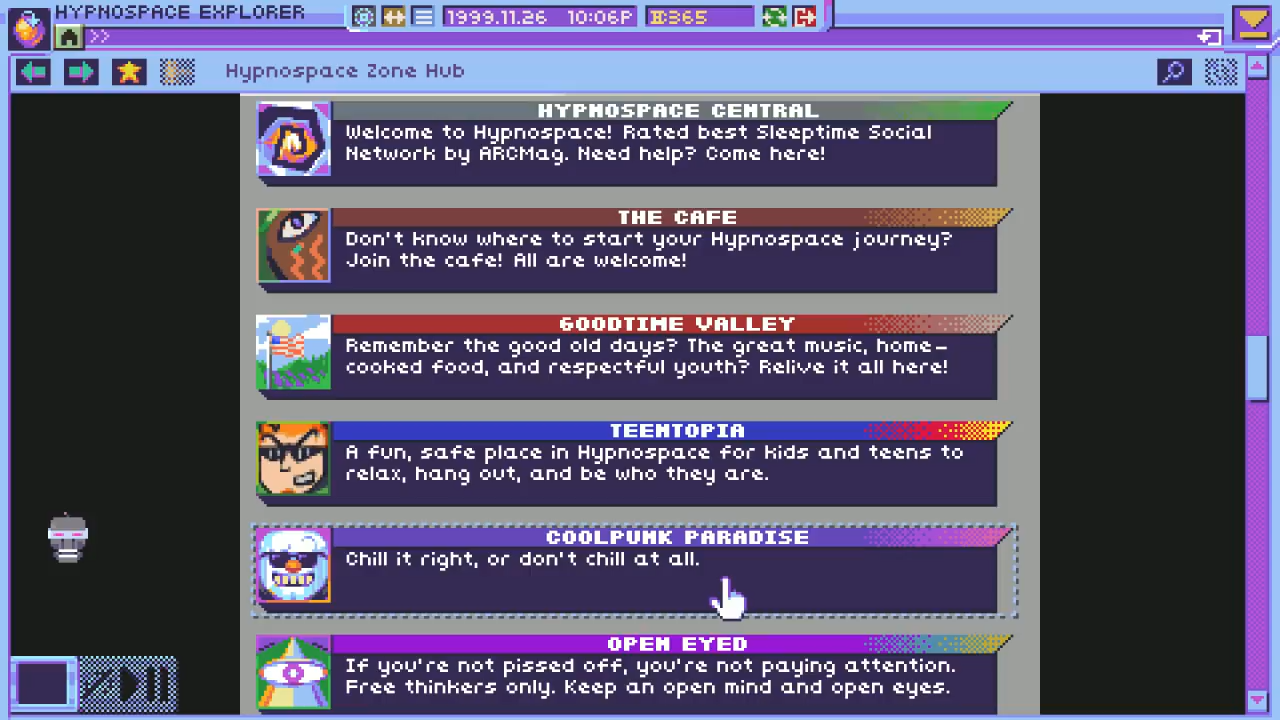 HYPNOSPACE EXPLORER
1999.11.26 10:06P
365
>>
Hypnospace Zone Hub
HYPNOSPACE CENTRAL
Welcome to Hypnospace! Rated best Sleeptime Social
Network by ARCMag. Need help? Come here!
THE CAFE
Don't know where to start your Hypnospace journey?
Join the cafe! All are welcome!
GOODTIME VALLEY
Remember the good old days? The great music, home-
cooked food, and respectful youth? Relive it all here!
TEENTOPIA
A fun, safe place in Hypnospace for kids and teens to
relax, hang out, and be who they are.
COOLPUNK PARADISE
Chill it right, or don't chill at all.
OPEN EYED
If you're not pissed off, you're not paying attention.
Free thinkers only. Keep an open mind and open eyes.